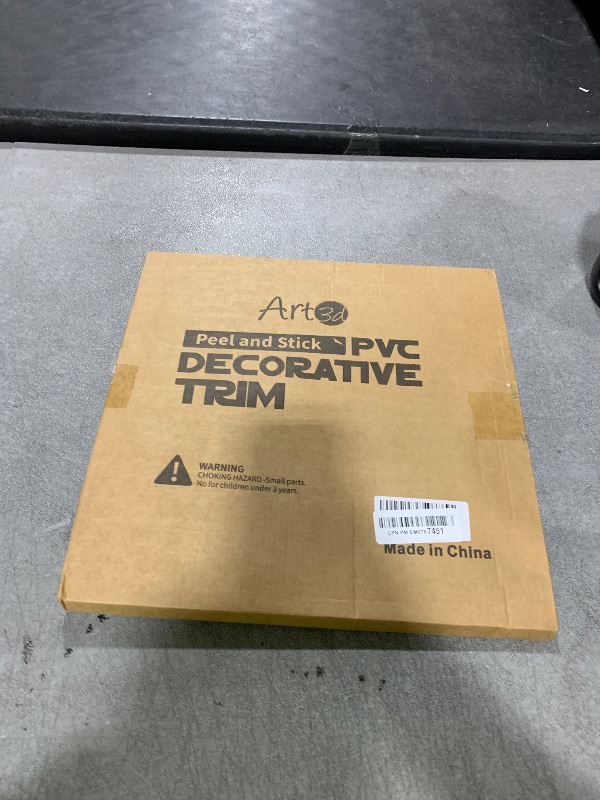 Art3d
Peel and Stick PVC
DECORATIVE
TRIM
WARNING
CHOKING HAZARD -Small parts.
No for children under 3 years.
7451
Made in China